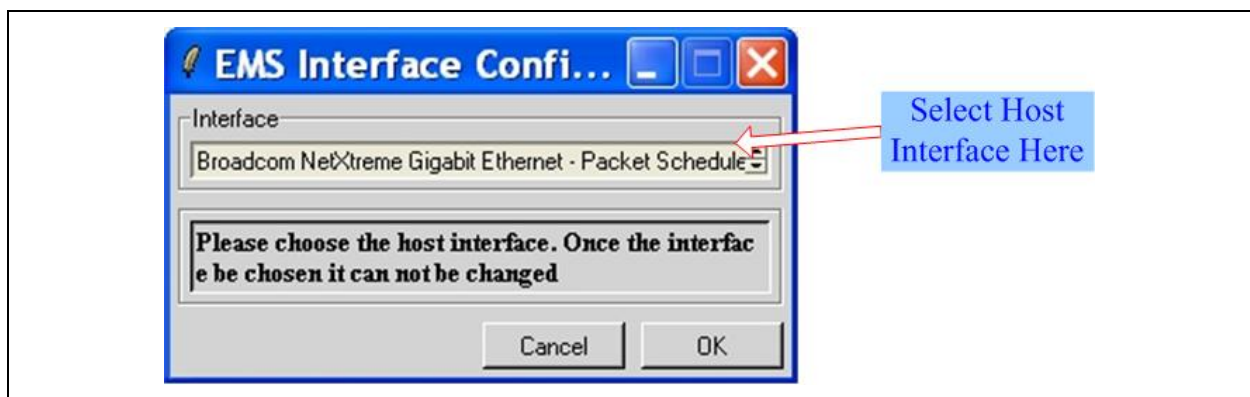 EMS Interface Confi...
Interface
Broadcom NetXtreme Gigabit Ethernet - Packet Schedule
Select Host
Interface Here
Please choose the host interface. Once the interfac
e be chosen it can not be changed
Cancel
OK